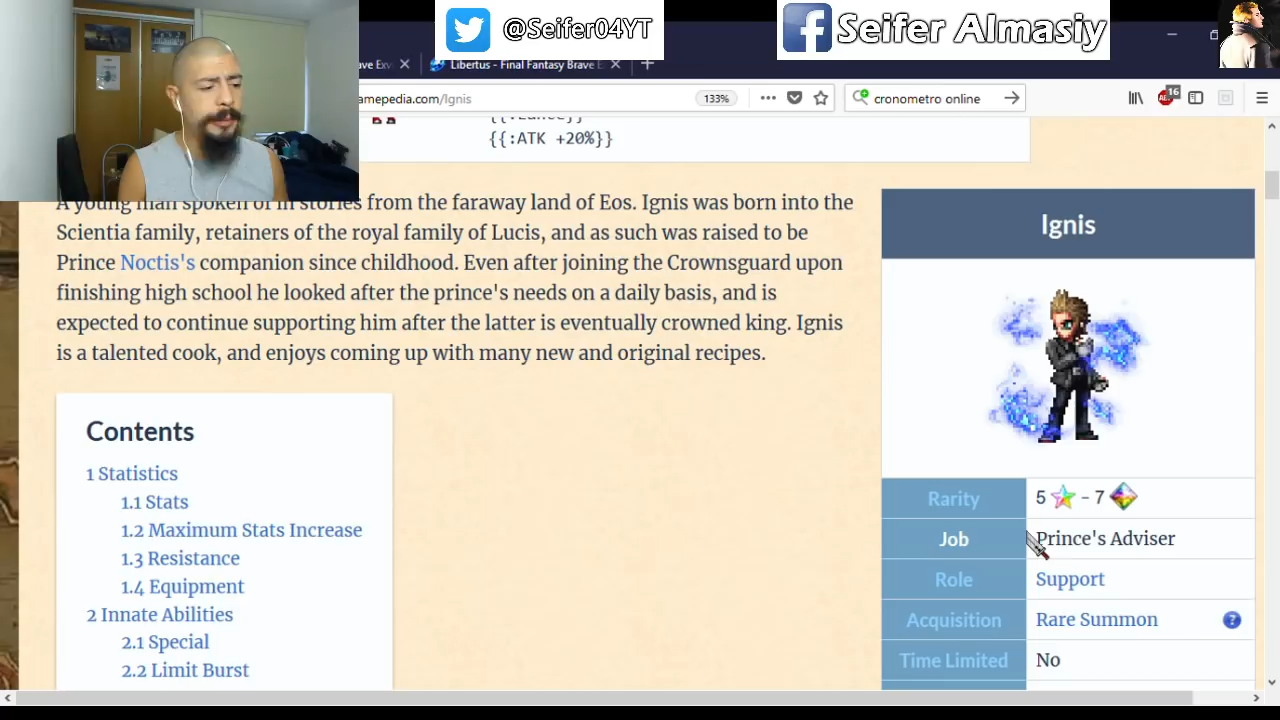 @Seifer04YT
Seifer Almasiy
Libertus - Final Fantasy Brave E
amepedia.com/Ignis
133%
cronometro online
16
{{:ATK +20%}}
A young man spoken of in stories from the faraway land of Eos. Ignis was born into the
Scientia family, retainers of the royal family of Lucis, and as such was raised to be
Prince Noctis's companion since childhood. Even after joining the Crownsguard upon
finishing high school he looked after the prince's needs on a daily basis, and is
expected to continue supporting him after the latter is eventually crowned king. Ignis
is a talented cook, and enjoys coming up with many new and original recipes.
Contents
1 Statistics
1.1 Stats
1.2 Maximum Stats Increase
1.3 Resistance
1.4 Equipment
2 Innate Abilities
2.1 Special
2.2 Limit Burst
Ignis
Rarity 5 - 7
Job Prince's Adviser
Role Support
Acquisition Rare Summon ?
Time Limited No